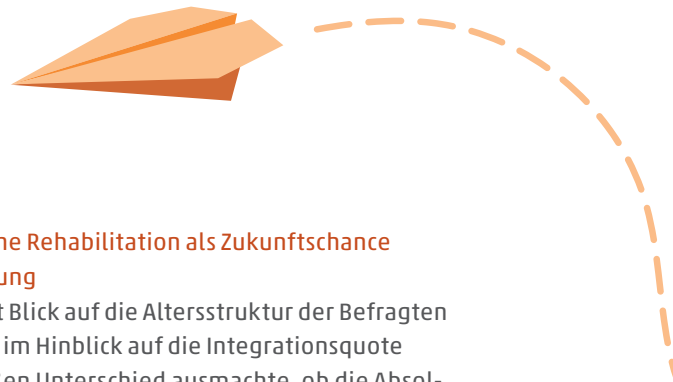 ne Rehabilitation als Zukunftschance
ung
t Blick auf die Altersstruktur der Befragten
im Hinblick auf die Integrationsquote
en Unterschied ausmachte, ob die Absol-